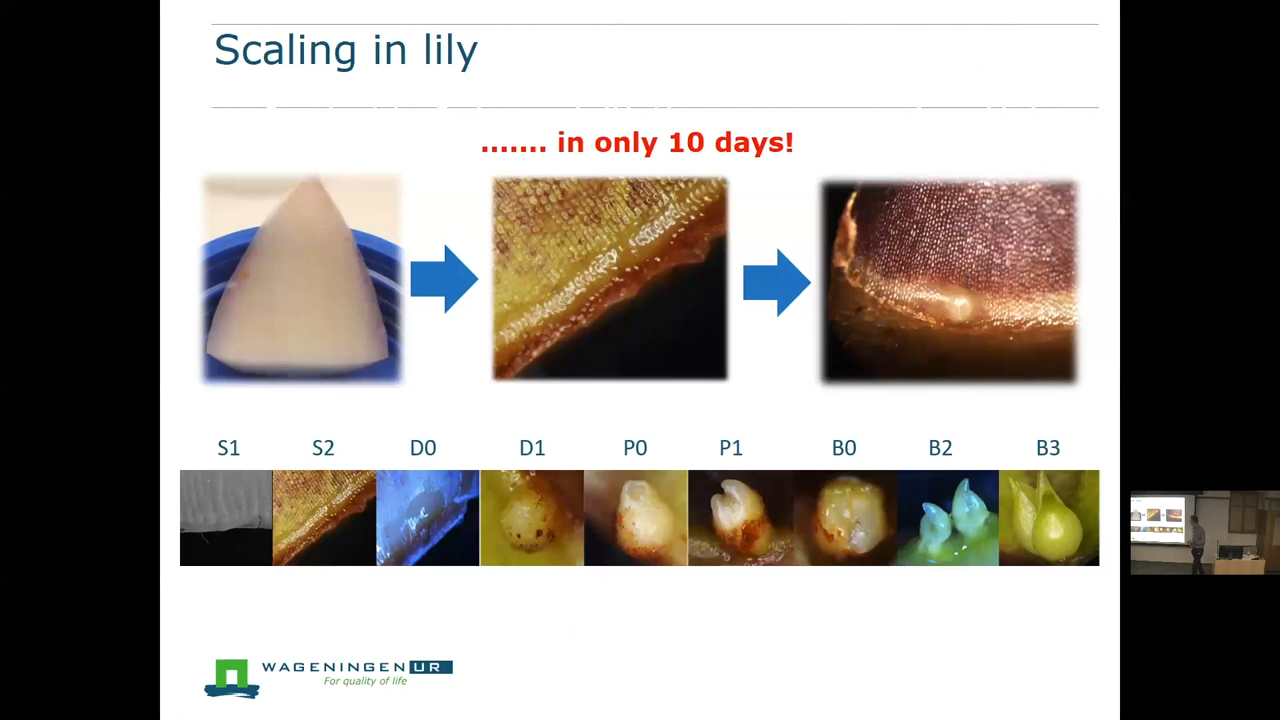 Scaling in lily
....... in only 10 days!
S1 S2 D0 D1 P0 P1 B0 B2 B3
WAGENINGEN UR
For quality of life